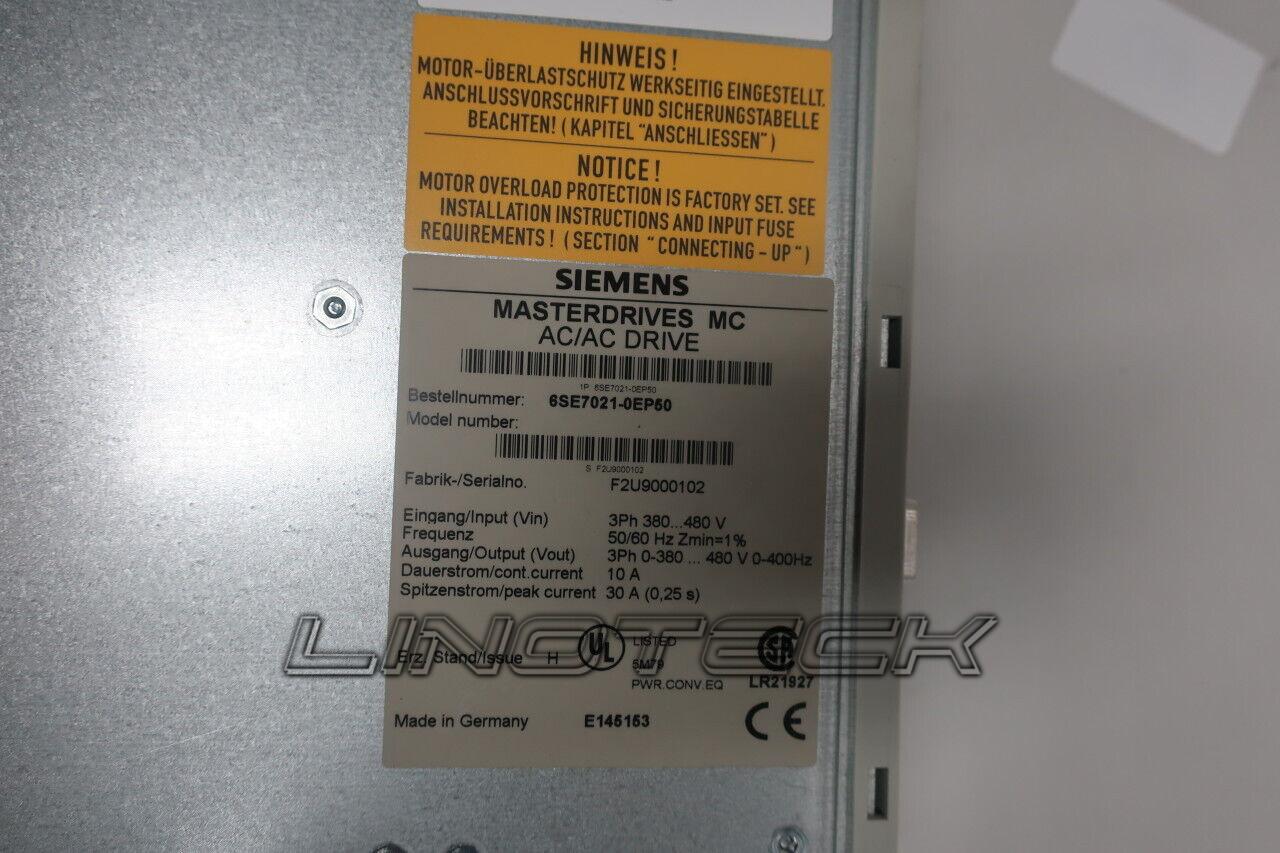 HINWEIS !
MOTOR-ÜBERLASTSCHUTZ WERKSEITIG EINGESTELLT.
ANSCHLUSSVORSCHRIFT UND SICHERUNGSTABELLE
BEACHTEN! ( KAPITEL "ANSCHLIESSEN" )
NOTICE !
MOTOR OVERLOAD PROTECTION IS FACTORY SET. SEE
INSTALLATION INSTRUCTIONS AND INPUT FUSE
REQUIREMENTS ! ( SECTION " CONNECTING - UP " )
SIEMENS
MASTERDRIVES MC
AC/AC DRIVE
1P 6SE7021-0EP50
Bestellnummer: 6SE7021-0EP50
Model number:
S F2U9000102
Fabrik-/Serialno. F2U9000102
Eingang/Input (Vin) 3Ph 380...480 V
Frequenz 50/60 Hz Zmin=1%
Ausgang/Output (Vout) 3Ph 0-380 ... 480 V 0-400Hz
Dauerstrom/cont.current 10 A
Spitzenstrom/peak current 30 A (0,25 s)
LINOTECK
Erz. Stand/Issue H UL LISTED SA
5M79
PWR.CONV.EQ LR21927
Made in Germany E145153 CE